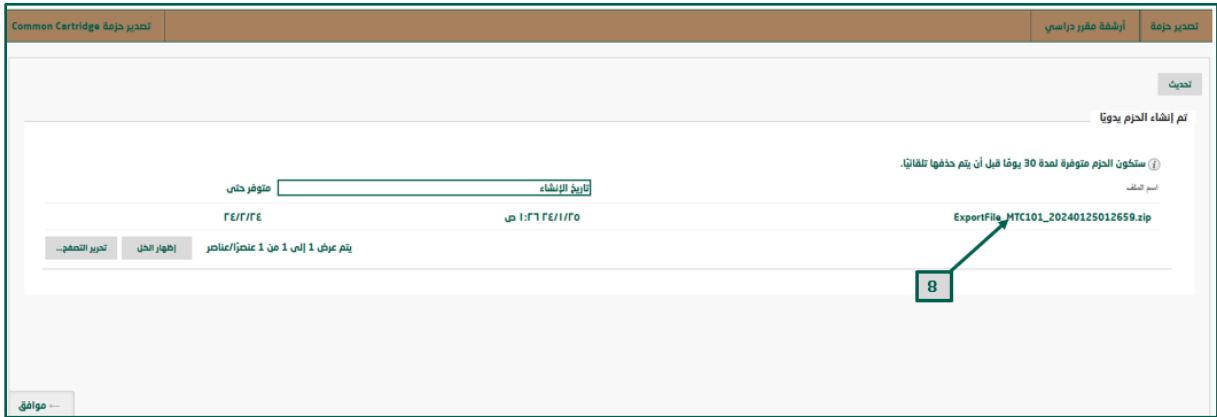 تصدير حزمة أرشفة مقرر دراسي تصدير حزمة Common Cartridge
تحديث
تم إنشاء الحزم يدويًا
ستكون الحزم متوفرة لمدة 30 يومًا قبل أن يتم حذفها تلقائيًا.
اسم الملف تاريخ الإنشاء متوفر حتى
ExportFile_MTC101_20240125012659.zip ٢٤/١/٢٥ ١:٢٦ ص ٢٤/٢/٢٤
يتم عرض 1 إلى 1 من 1 عنصرًا/عناصر إظهار الكل تحرير التصفح...
8
← موافق